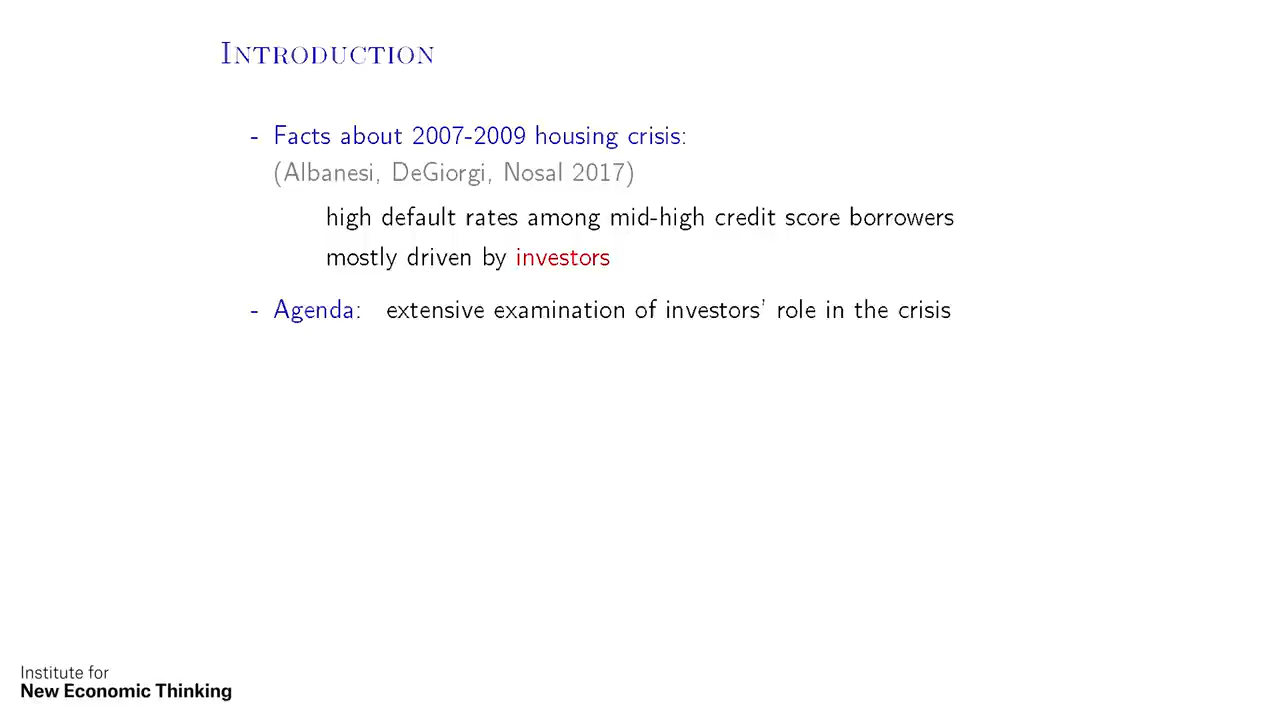 Introduction
- Facts about 2007-2009 housing crisis:
(Albanesi, DeGiorgi, Nosal 2017)
high default rates among mid-high credit score borrowers
mostly driven by investors
- Agenda: extensive examination of investors' role in the crisis
Institute for
New Economic Thinking